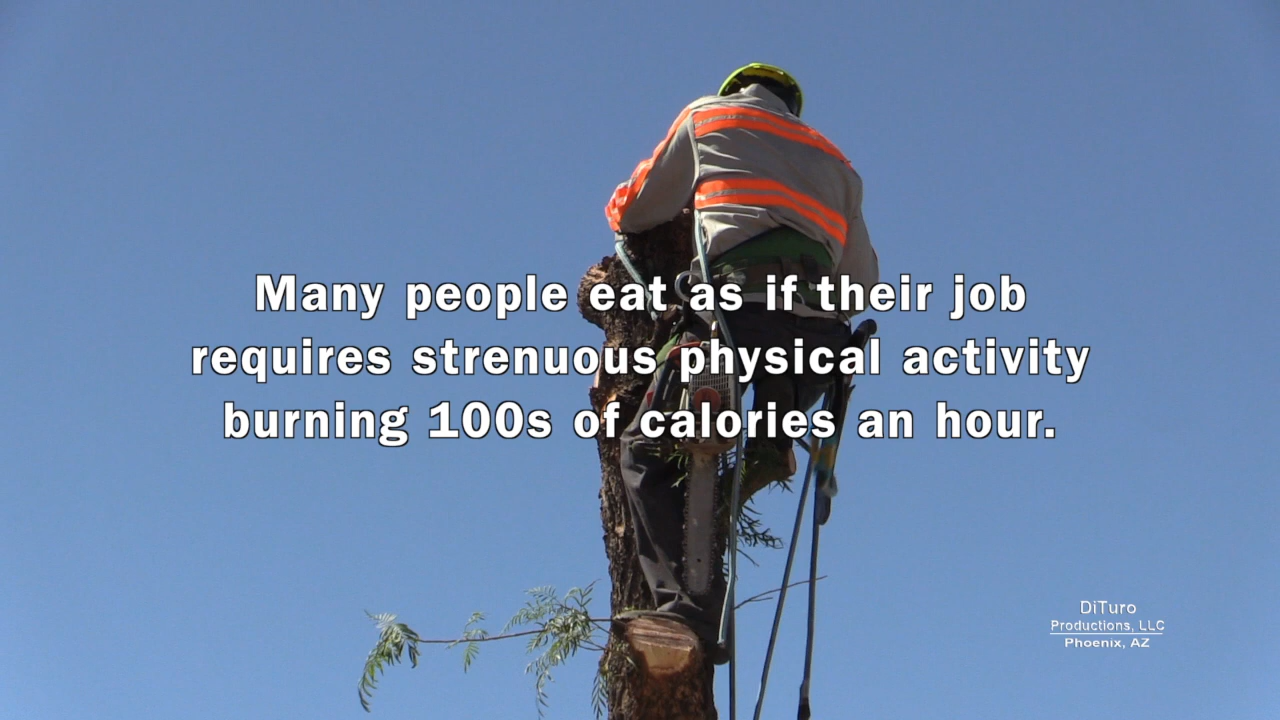 Many people eat as if their job
requires strenuous physical activity
burning 100s of calories an hour.
DiTuro
Productions, LLC
Phoenix, AZ